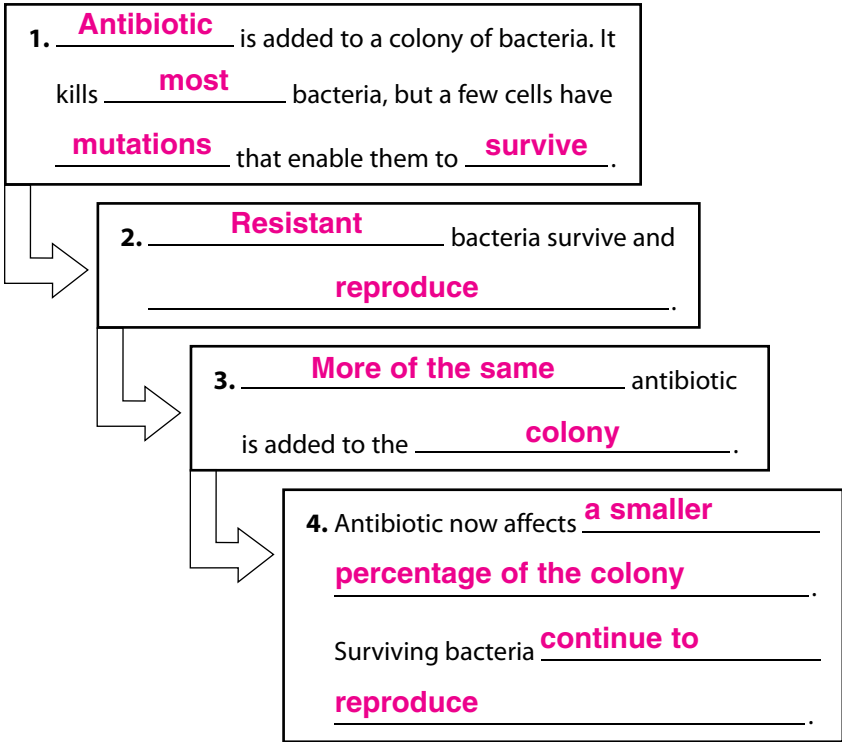 1. Antibiotic is added to a colony of bacteria. It
kills most bacteria, but a few cells have
mutations that enable them to survive.
2. Resistant bacteria survive and
reproduce.
3. More of the same antibiotic
is added to the colony.
4. Antibiotic now affects a smaller
percentage of the colony.
Surviving bacteria continue to
reproduce.